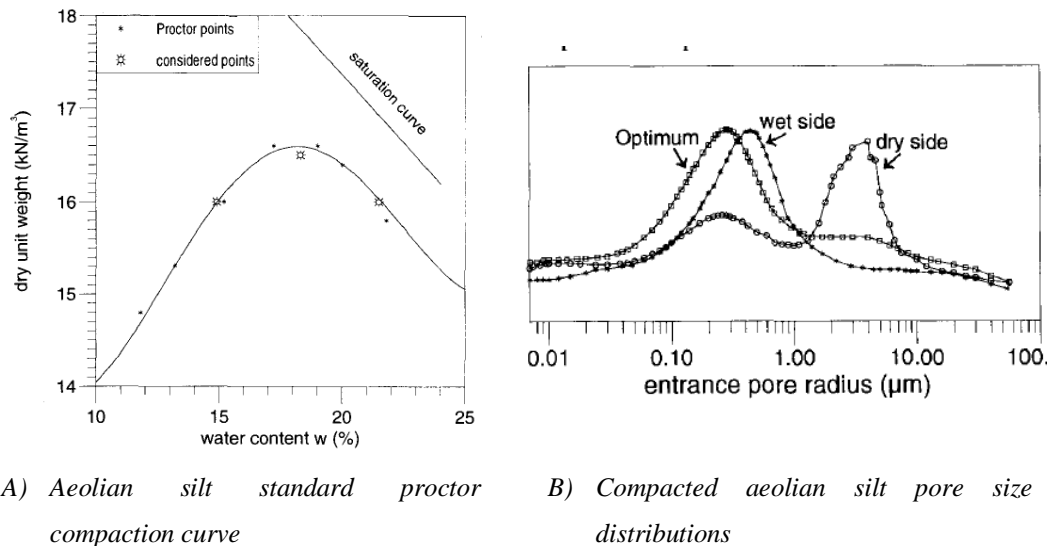 18
17
16
15
14
10 15 20 25
dry unit weight (kN/m³)
water content w (%)
Proctor points
considered points
saturation curve
Optimum
wet side
dry side
0.01 0.10 1.00 10.00 100.
entrance pore radius (µm)
A) Aeolian silt standard proctor
compaction curve
B) Compacted aeolian silt pore size
distributions